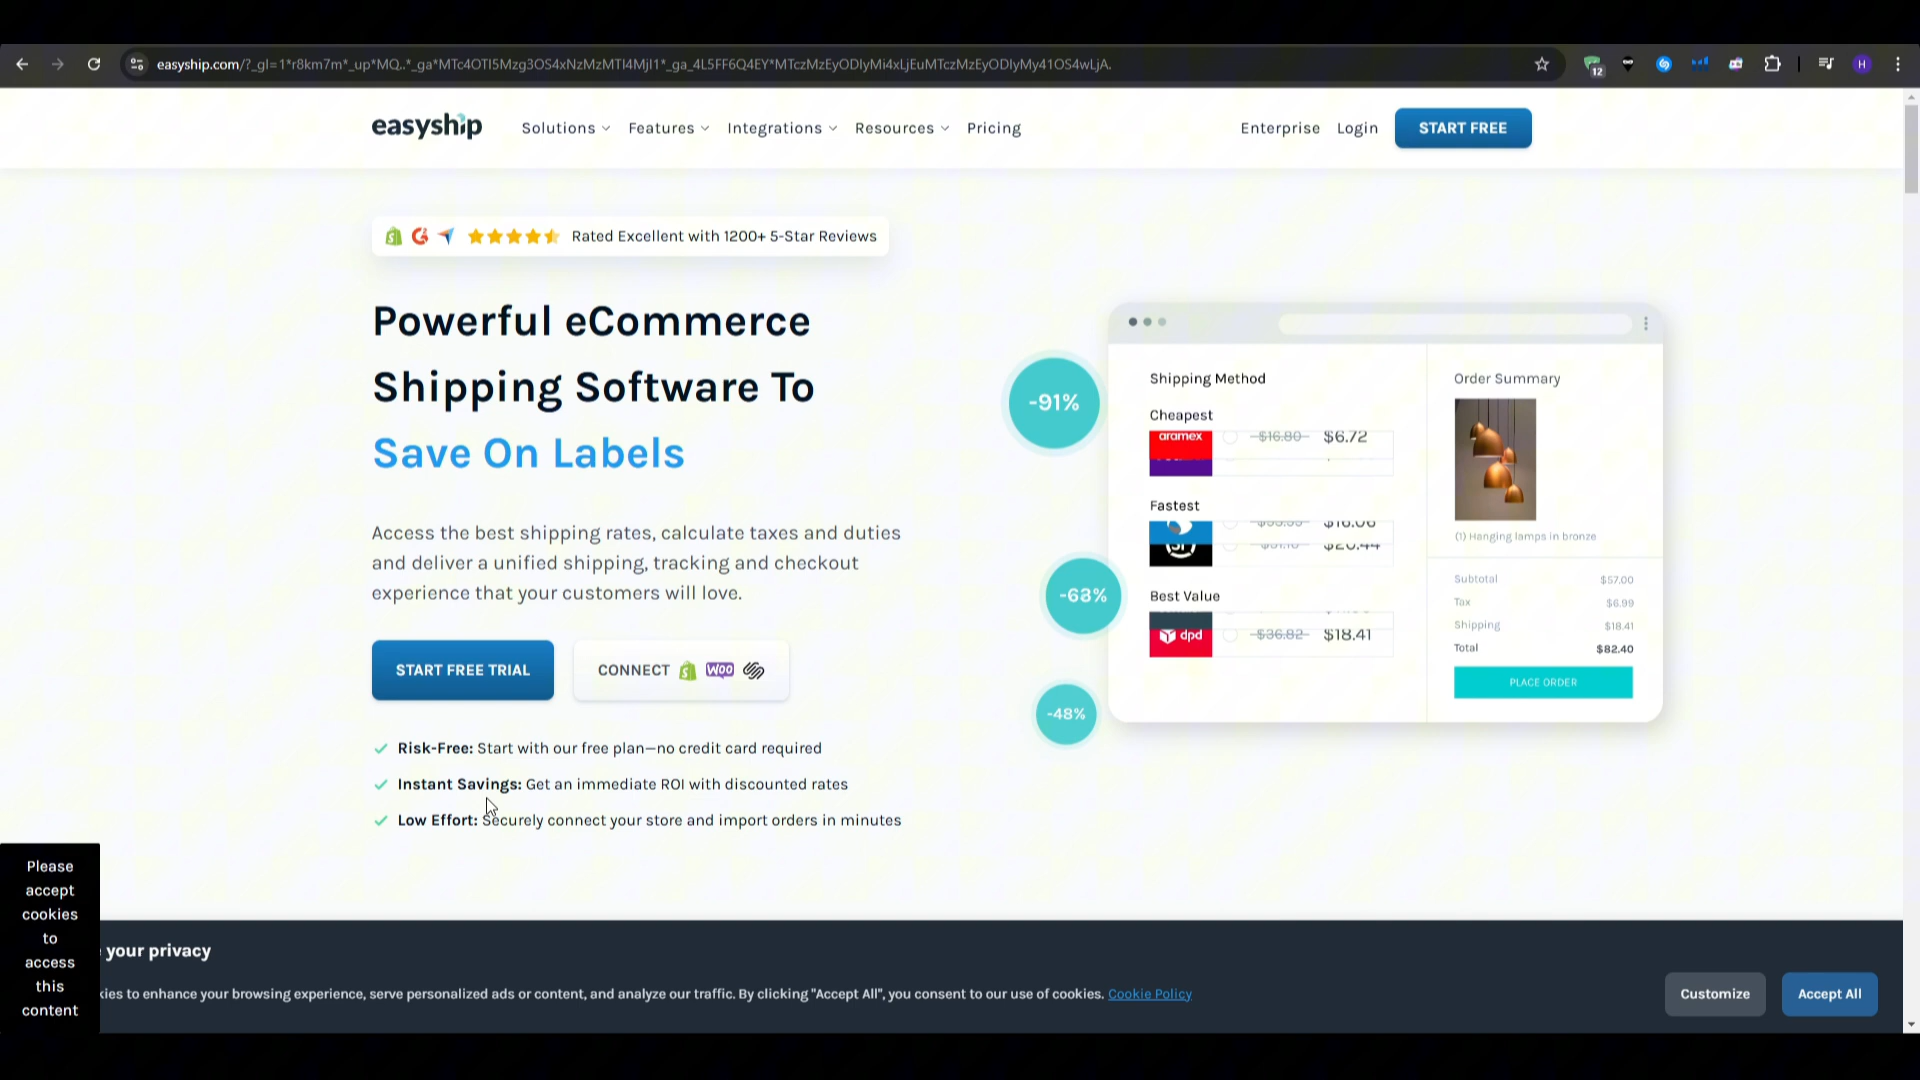 easyship.com/?_gl=1*r8km7m*_up*MQ..*_ga*MTc4OTI5Mzg3OS4xNzMzMTI4MjI1*_ga_4L5FF6Q4EY*MTczMzEyODIyMi4xLjEuMTczMzEyODIyMy41OS4wLjA.
12
H
easyship
Solutions
Features
Integrations
Resources
Pricing
Enterprise
Login
START FREE
Rated Excellent with 1200+ 5-Star Reviews
Powerful eCommerce
Shipping Software To
Save On Labels
Access the best shipping rates, calculate taxes and duties
and deliver a unified shipping, tracking and checkout
experience that your customers will love.
START FREE TRIAL
CONNECT
WOO
Risk-Free: Start with our free plan—no credit card required
Instant Savings: Get an immediate ROI with discounted rates
Low Effort: Securely connect your store and import orders in minutes
-91%
-63%
-48%
Shipping Method
Cheapest
aramex $16.80 $6.72
Fastest
Best Value
dpd $36.82 $18.41
Order Summary
(1) Hanging lamps in bronze
Subtotal $57.00
Tax $6.99
Shipping $18.41
Total $82.40
PLACE ORDER
Please
accept
cookies
to
access
this
content
your privacy
kies to enhance your browsing experience, serve personalized ads or content, and analyze our traffic. By clicking "Accept All", you consent to our use of cookies. Cookie Policy
Customize
Accept All